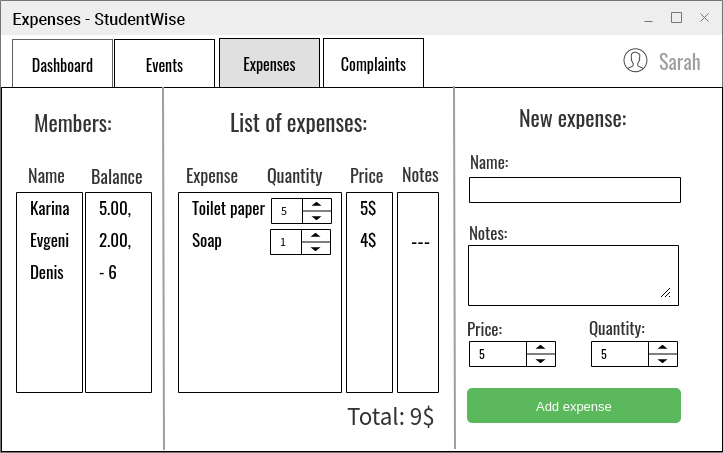 Expenses - StudentWise
Dashboard
Events
Expenses
Complaints
Sarah
Members:
Name Balance
Karina 5.00,
Evgeni 2.00,
Denis - 6
List of expenses:
Expense Quantity Price Notes
Toilet paper 5 5$
Soap 1 4$ ---
Total: 9$
New expense:
Name:
Notes:
Price: Quantity:
5 5
Add expense